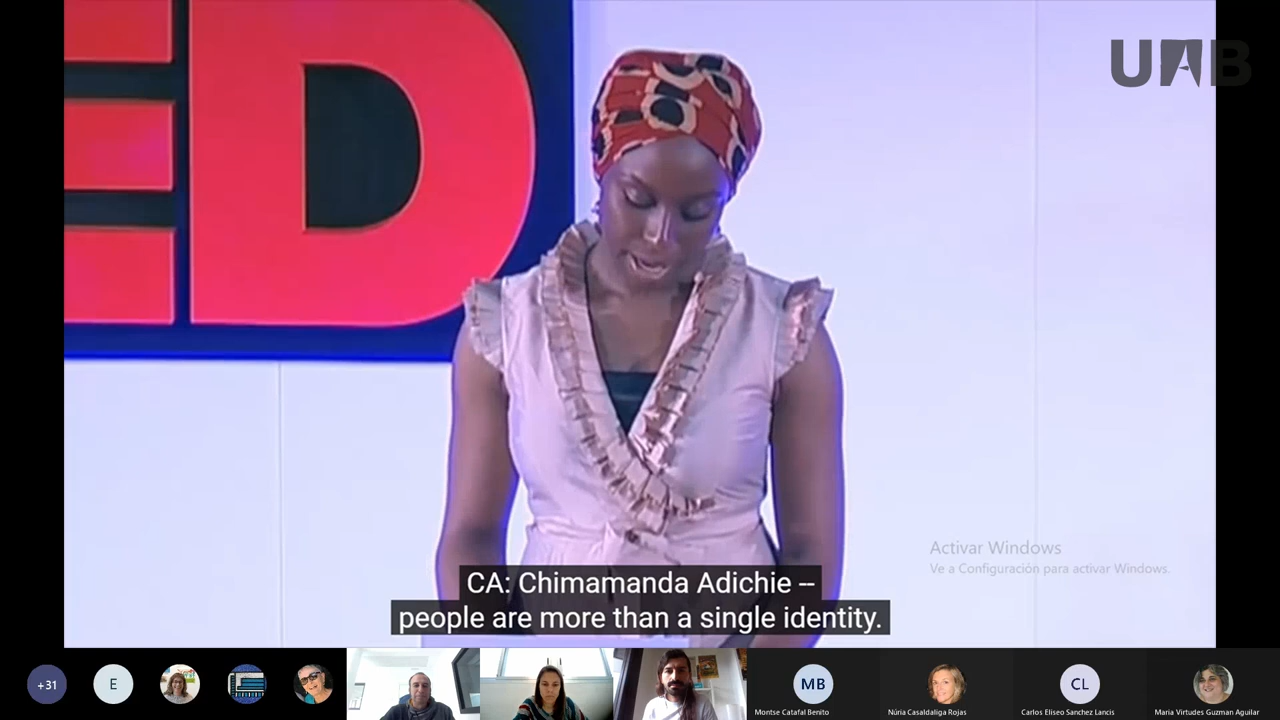 ED
UAB
Activar Windows
Ve a Configuración para activar Windows.
CA: Chimamanda Adichie --
people are more than a single identity.
+31
E
MB
CL
Montse Catafal Benito
Núria Casaldaliga Rojas
Carlos Eliseo Sanchez Lancis
Maria Virtudes Guzman Aguilar